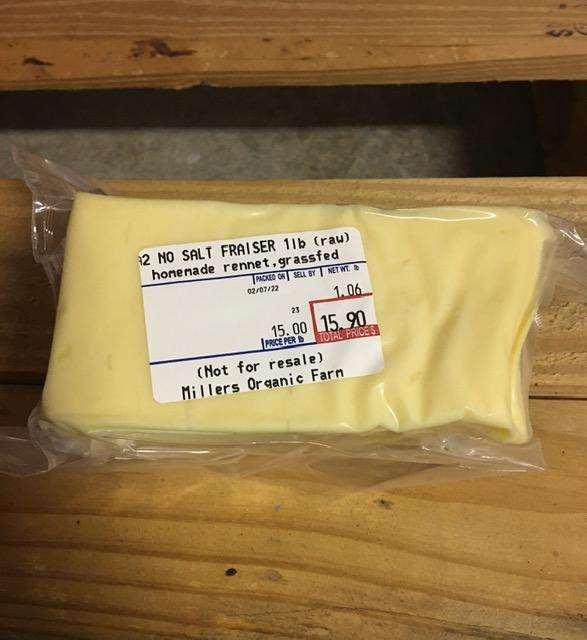 A2 NO SALT FRAISER 1lb (raw)
homemade rennet, grassfed
PACKED ON SELL BY NET WT. lb
02/07/22 1.06
23
15.00 15.90
PRICE PER lb TOTAL PRICE $
(Not for resale)
Millers Organic Farm